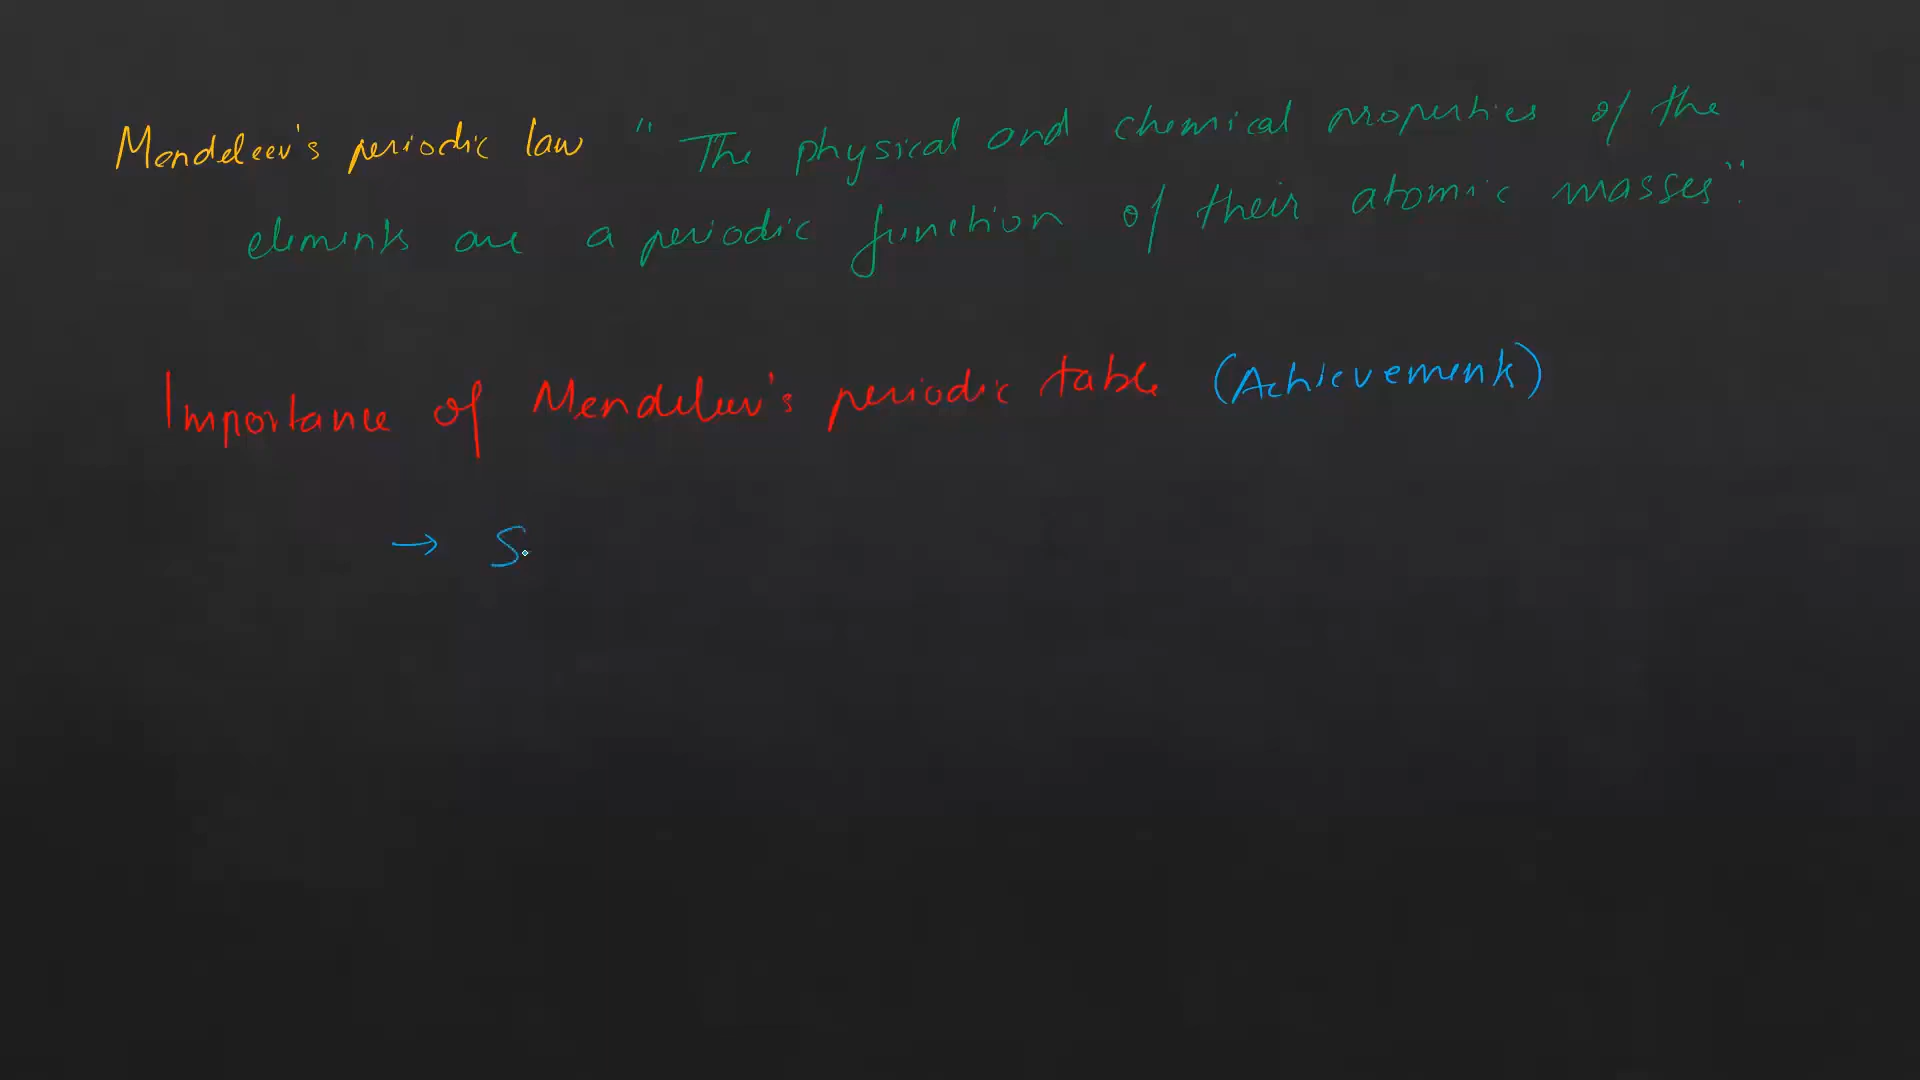 Mendeleev's periodic law " The physical and chemical properties of the
elements are a periodic function of their atomic masses".
Importance of Mendeleev's periodic table (Achievements)
→ S